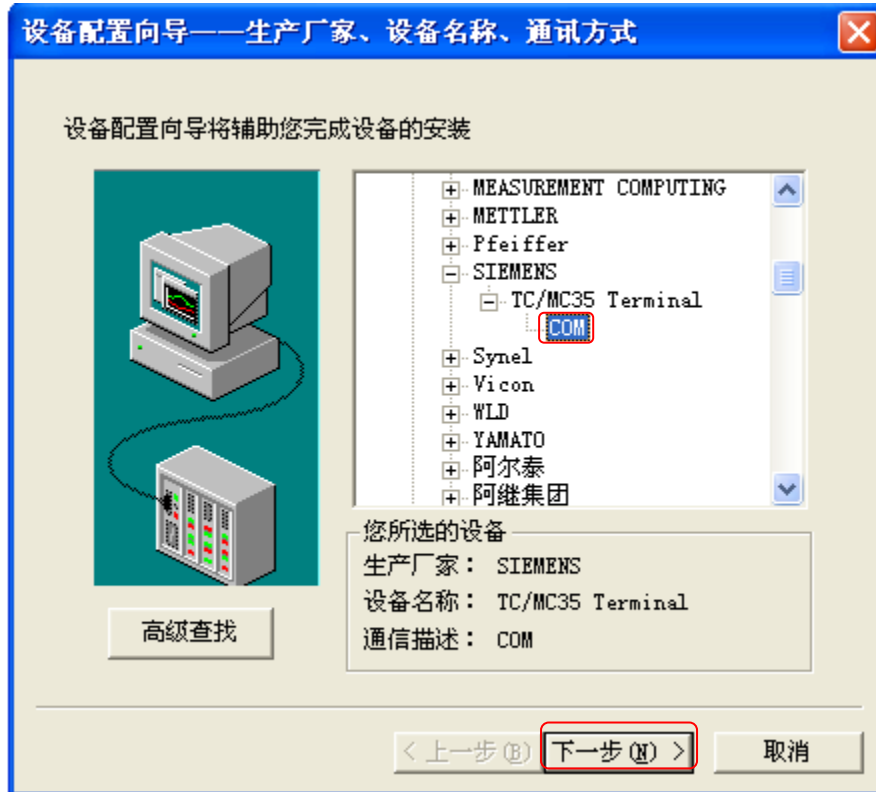 设备配置向导——生产厂家、设备名称、通讯方式
设备配置向导将辅助您完成设备的安装
MEASUREMENT COMPUTING
METTLER
Pfeiffer
SIEMENS
TC/MC35 Terminal
COM
Synel
Vicon
WLD
YAMATO
阿尔泰
阿继集团
您所选的设备
生产厂家： SIEMENS
设备名称： TC/MC35 Terminal
通信描述： COM
高级查找
< 上一步(B) 下一步(N) > 取消